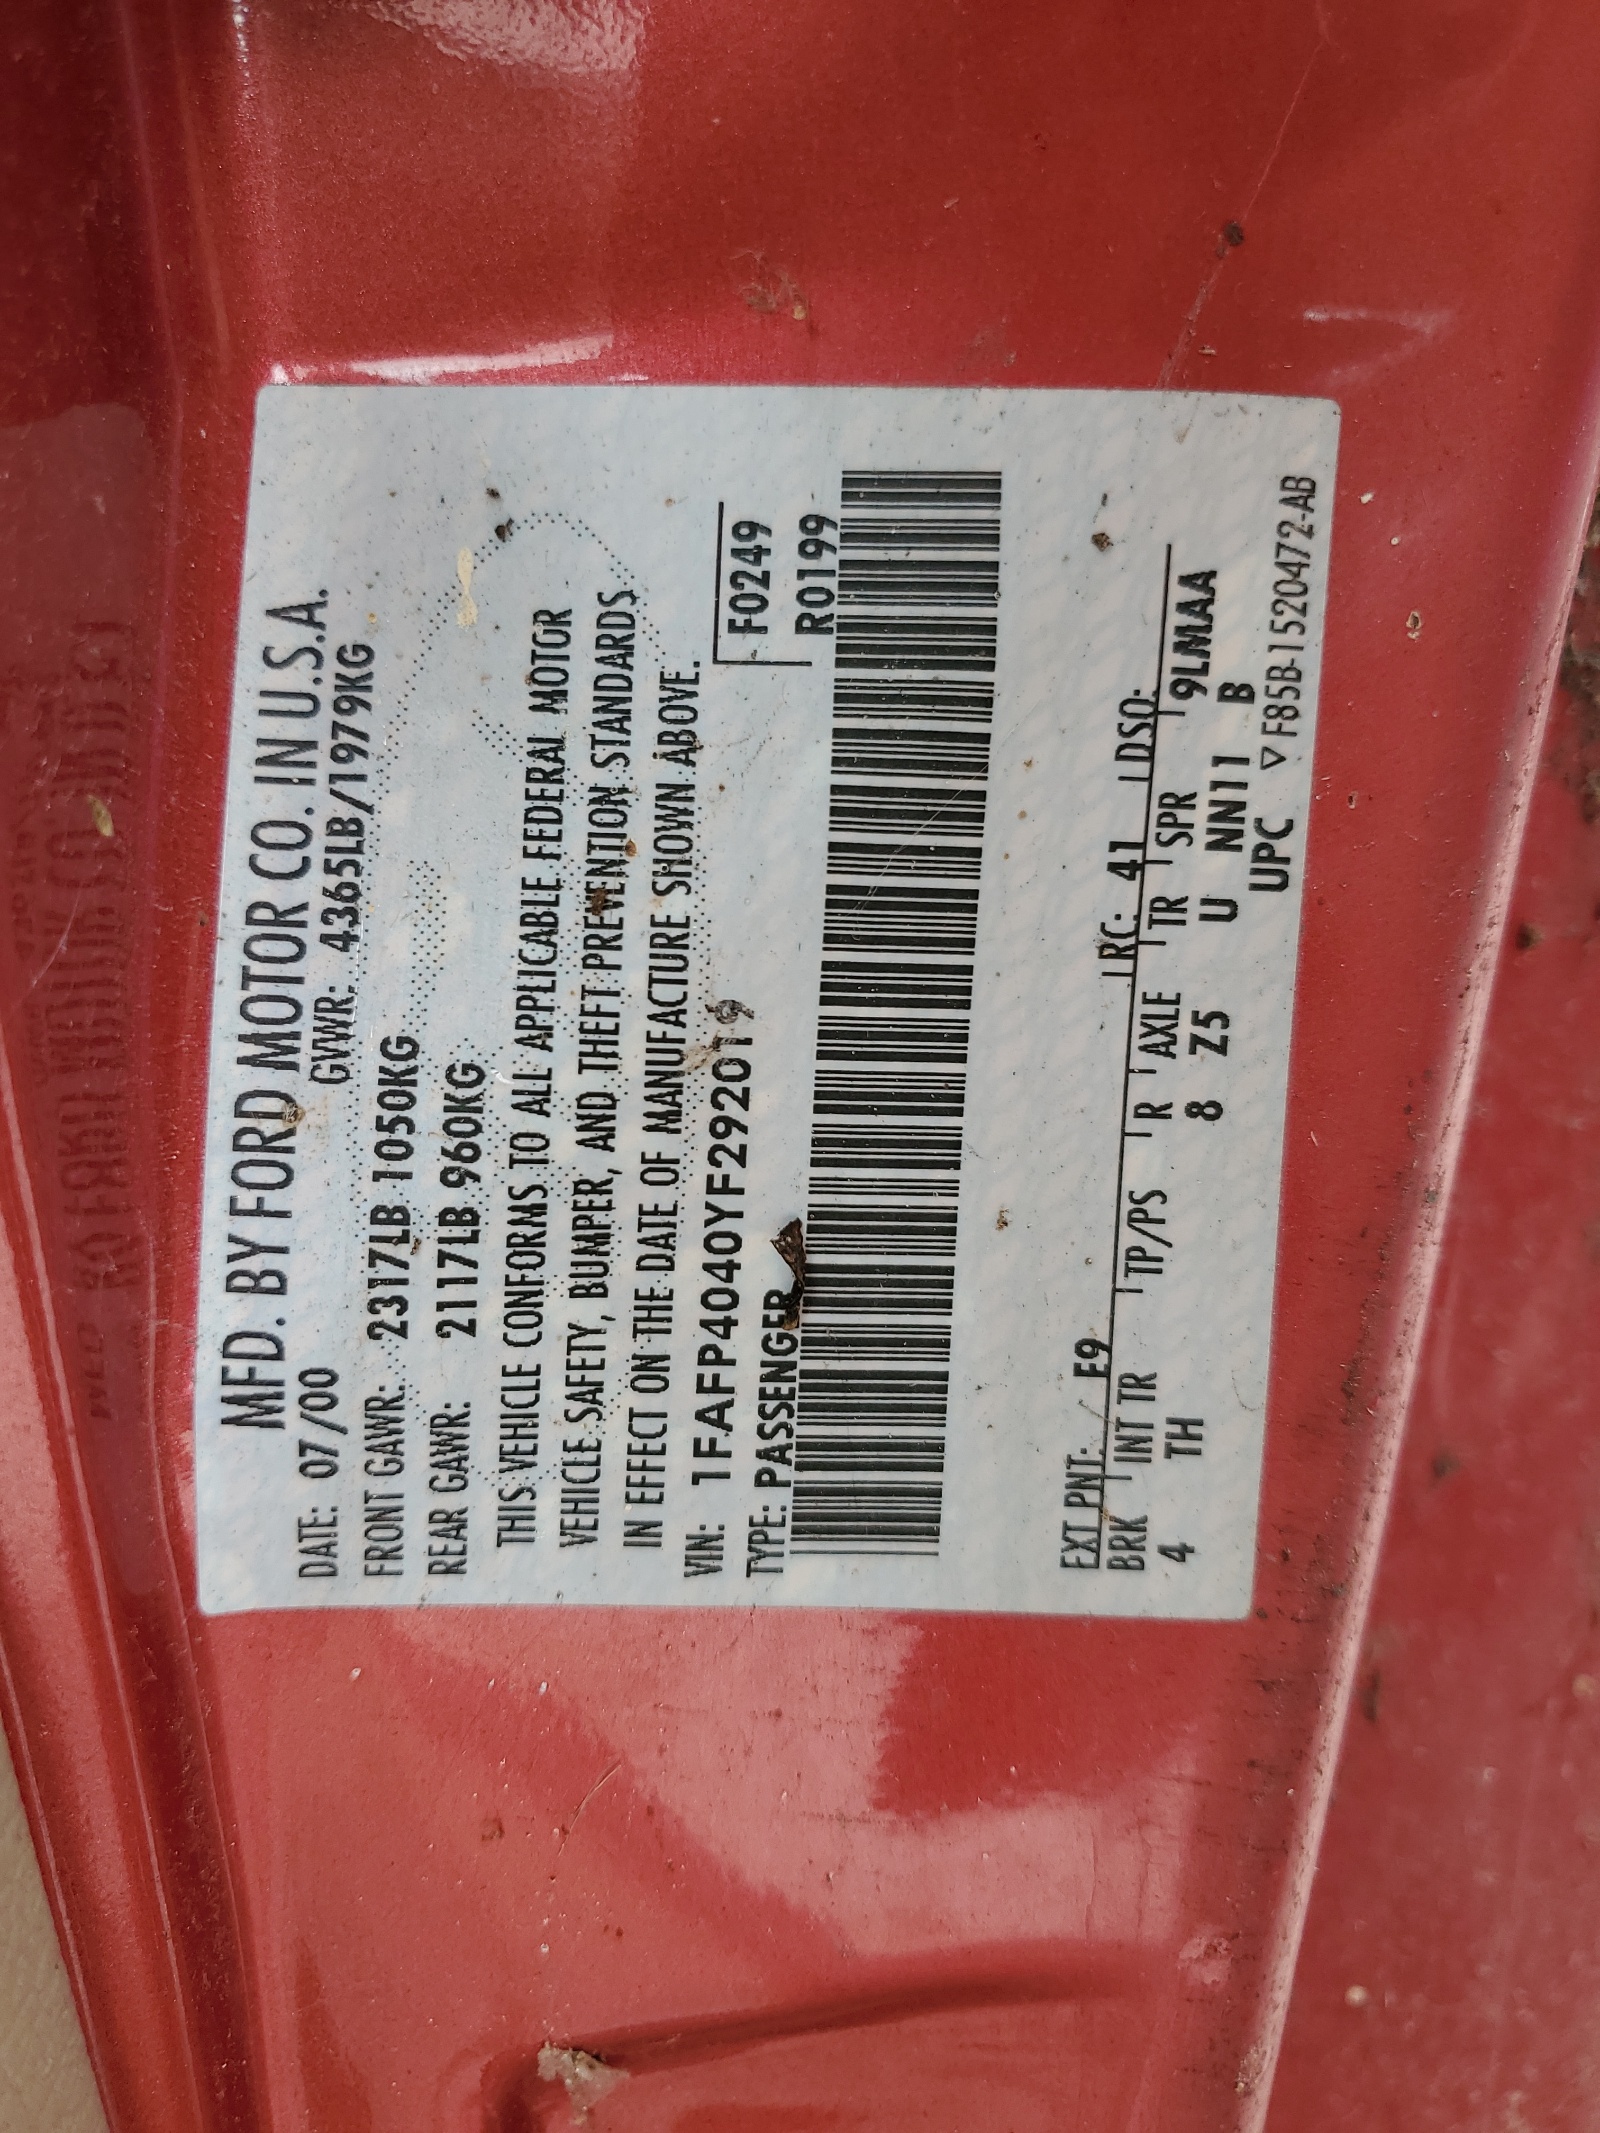 MFD. BY FORD MOTOR CO. IN U.S.A.
DATE: 07/00 GVWR: 4365LB/1979KG
FRONT GAWR: 2317LB 1050KG
REAR GAWR: 2117LB 960KG
THIS VEHICLE CONFORMS TO ALL APPLICABLE FEDERAL MOTOR
VEHICLE SAFETY, BUMPER, AND THEFT PREVENTION STANDARDS
IN EFFECT ON THE DATE OF MANUFACTURE SHOWN ABOVE.
VIN: 1FAFP4040YF292019
F0249
TYPE: PASSENGER
R0199
EXT PNT: E9 RC: 41 DSO:
BRK INT TR TP/PS R AXLE TR SPR 9LMAA
4 TH 8 Z5 U NN11 B
UPC ▽ F85B-1520472-AB